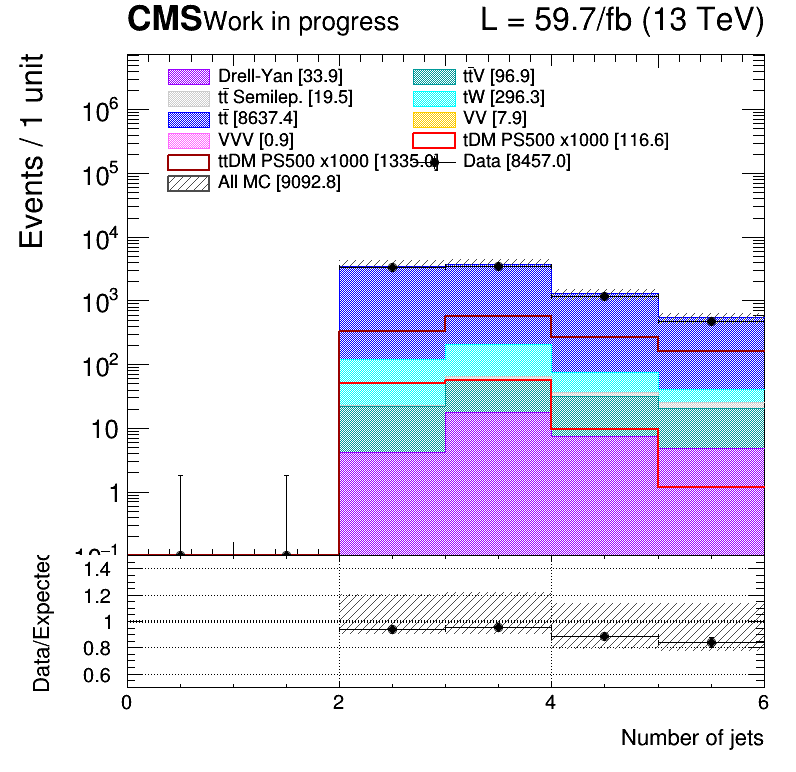 CMS Work in progress L = 59.7/fb (13 TeV)
Drell-Yan [33.9] tt̄V [96.9]
tt̄ Semilep. [19.5] tW [296.3]
tt̄ [8637.4] VV [7.9]
VVV [0.9] tDM PS500 x1000 [116.6]
ttDM PS500 x1000 [1335.0] Data [8457.0]
All MC [9092.8]
Events / 1 unit
10⁶
10⁵
10⁴
10³
10²
10
1
10⁻¹
Data/Expected
1.4
1.2
1
0.8
0.6
0 2 4 6
Number of jets